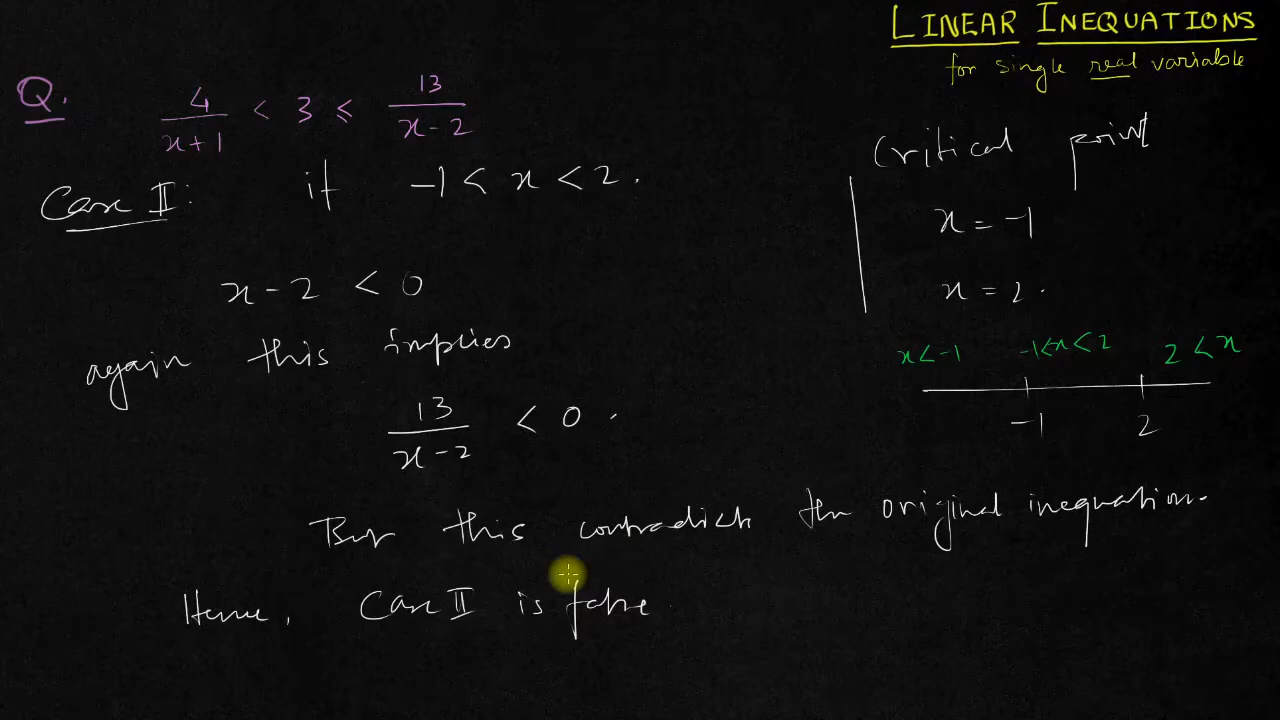 LINEAR INEQUATIONS
for single real variable
Q. 4/(x+1) < 3 ≤ 13/(x-2)
Case II: if -1 < x < 2.
x-2 < 0
again this implies
13/(x-2) < 0.
But this contradicts the original inequation.
Hence, Case II is false.
Critical point
x = -1
x = 2.
x<-1 -1<x<2 2<x
-1 2